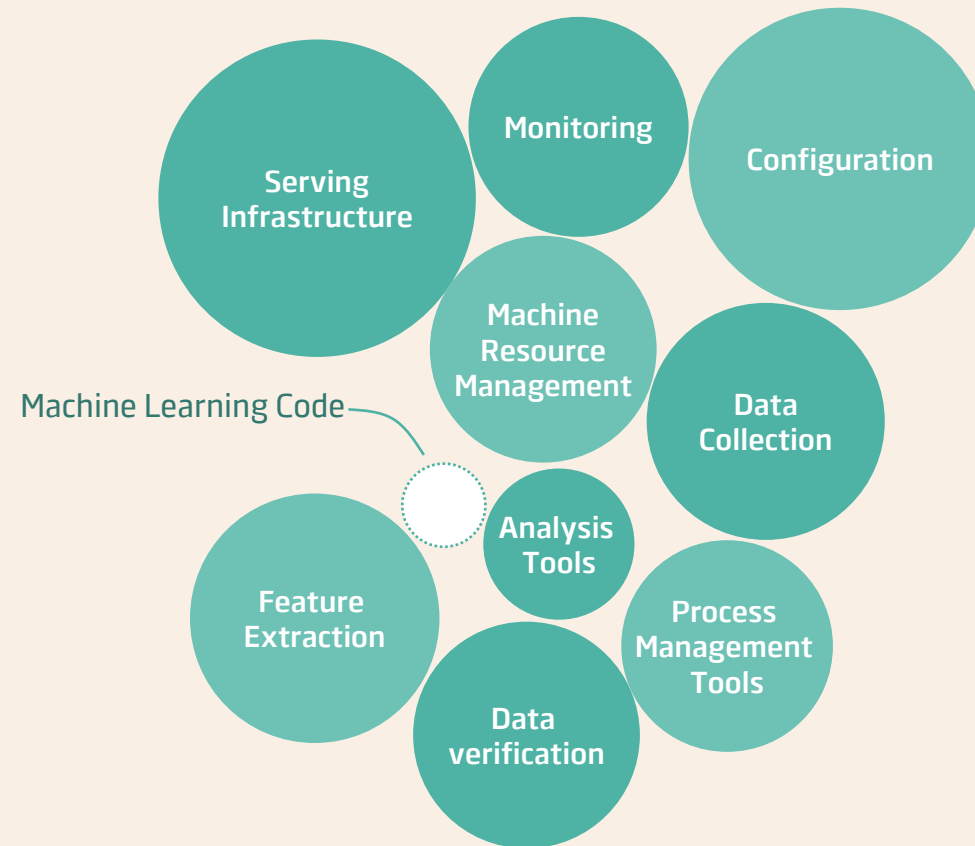 Monitoring
Configuration
Serving
Infrastructure
Machine
Resource
Management
Machine Learning Code
Data
Collection
Analysis
Tools
Feature
Extraction
Process
Management
Tools
Data
verification